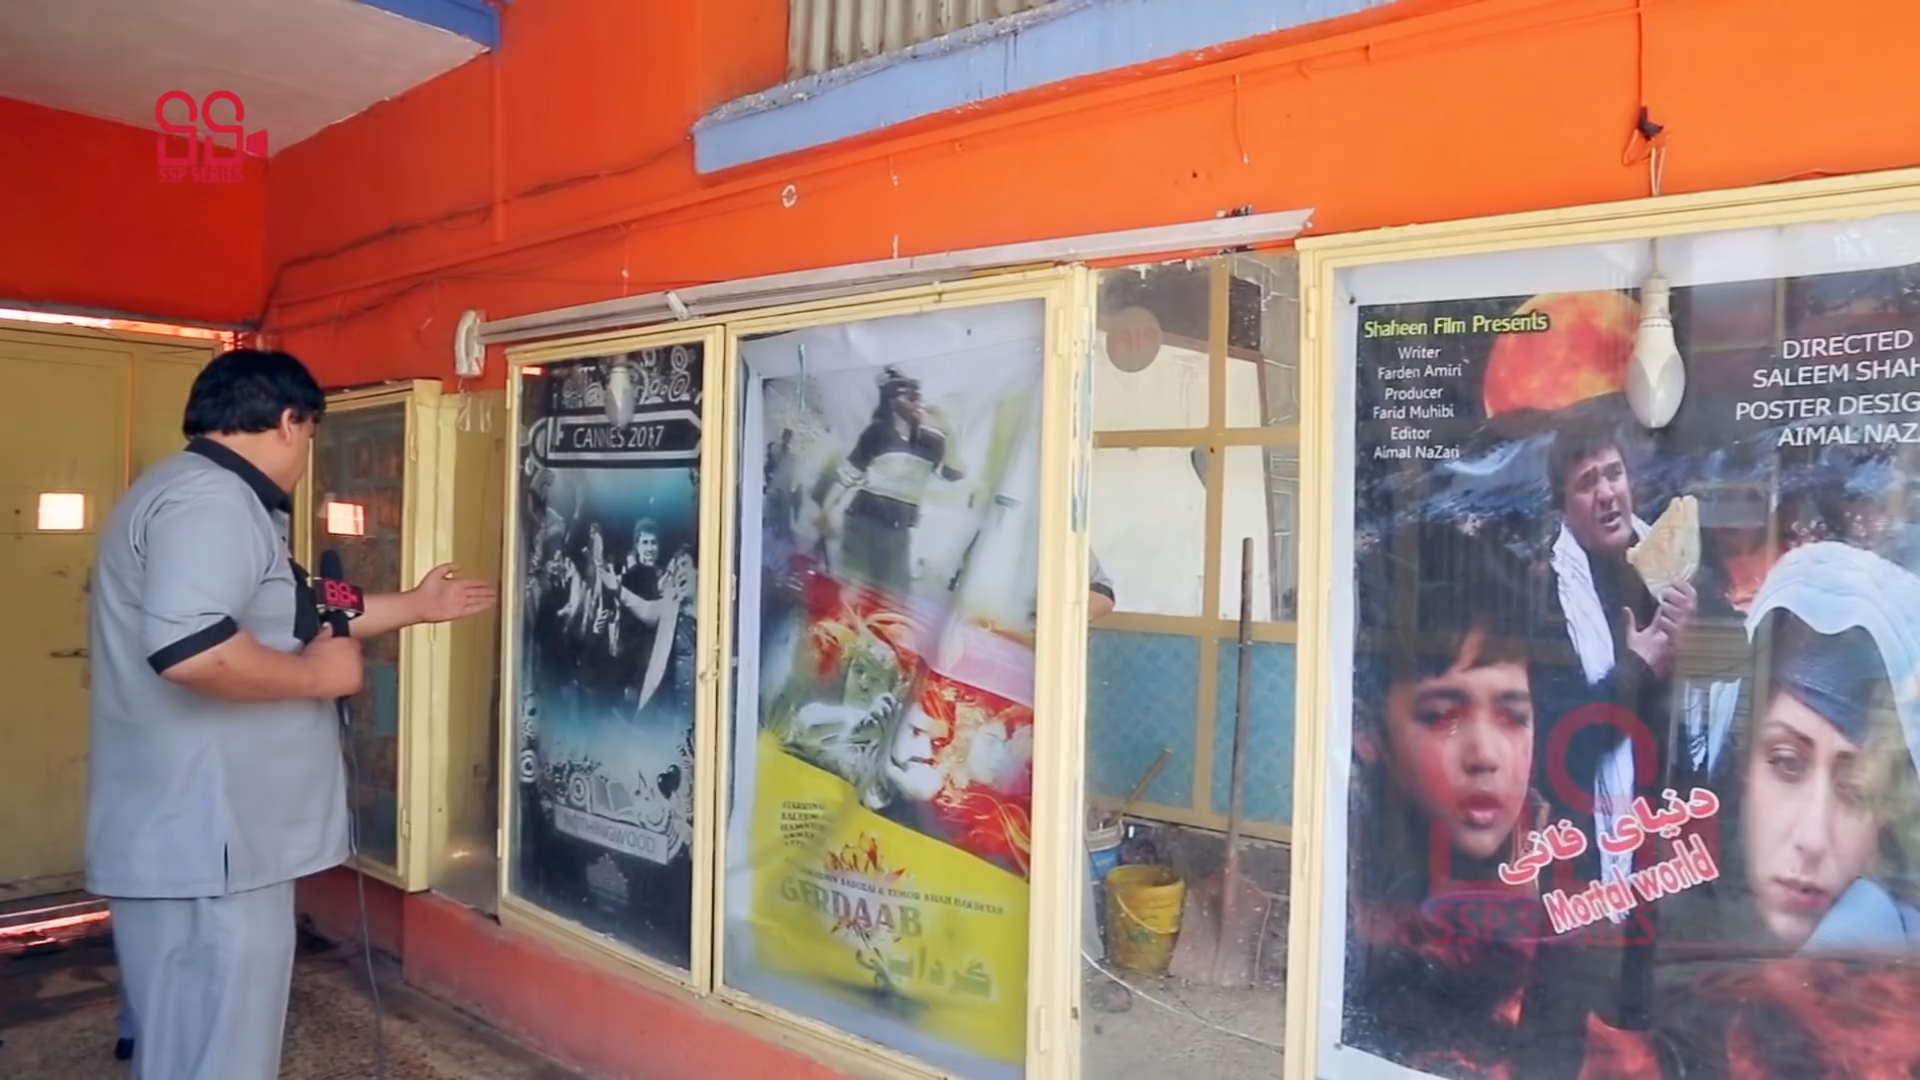 SSP SERIES
CANNES 2017
NOTHINGWOOD
STARRING
GERDAAB
گرداب
Shaheen Film Presents
Writer
Farden Amiri
Producer
Farid Muhibi
Editor
Aimal NaZari
DIRECTED
SALEEM SHAH
POSTER DESIG
AIMAL NAZA
دنیای فانی
Mortal world
SSP SERIES